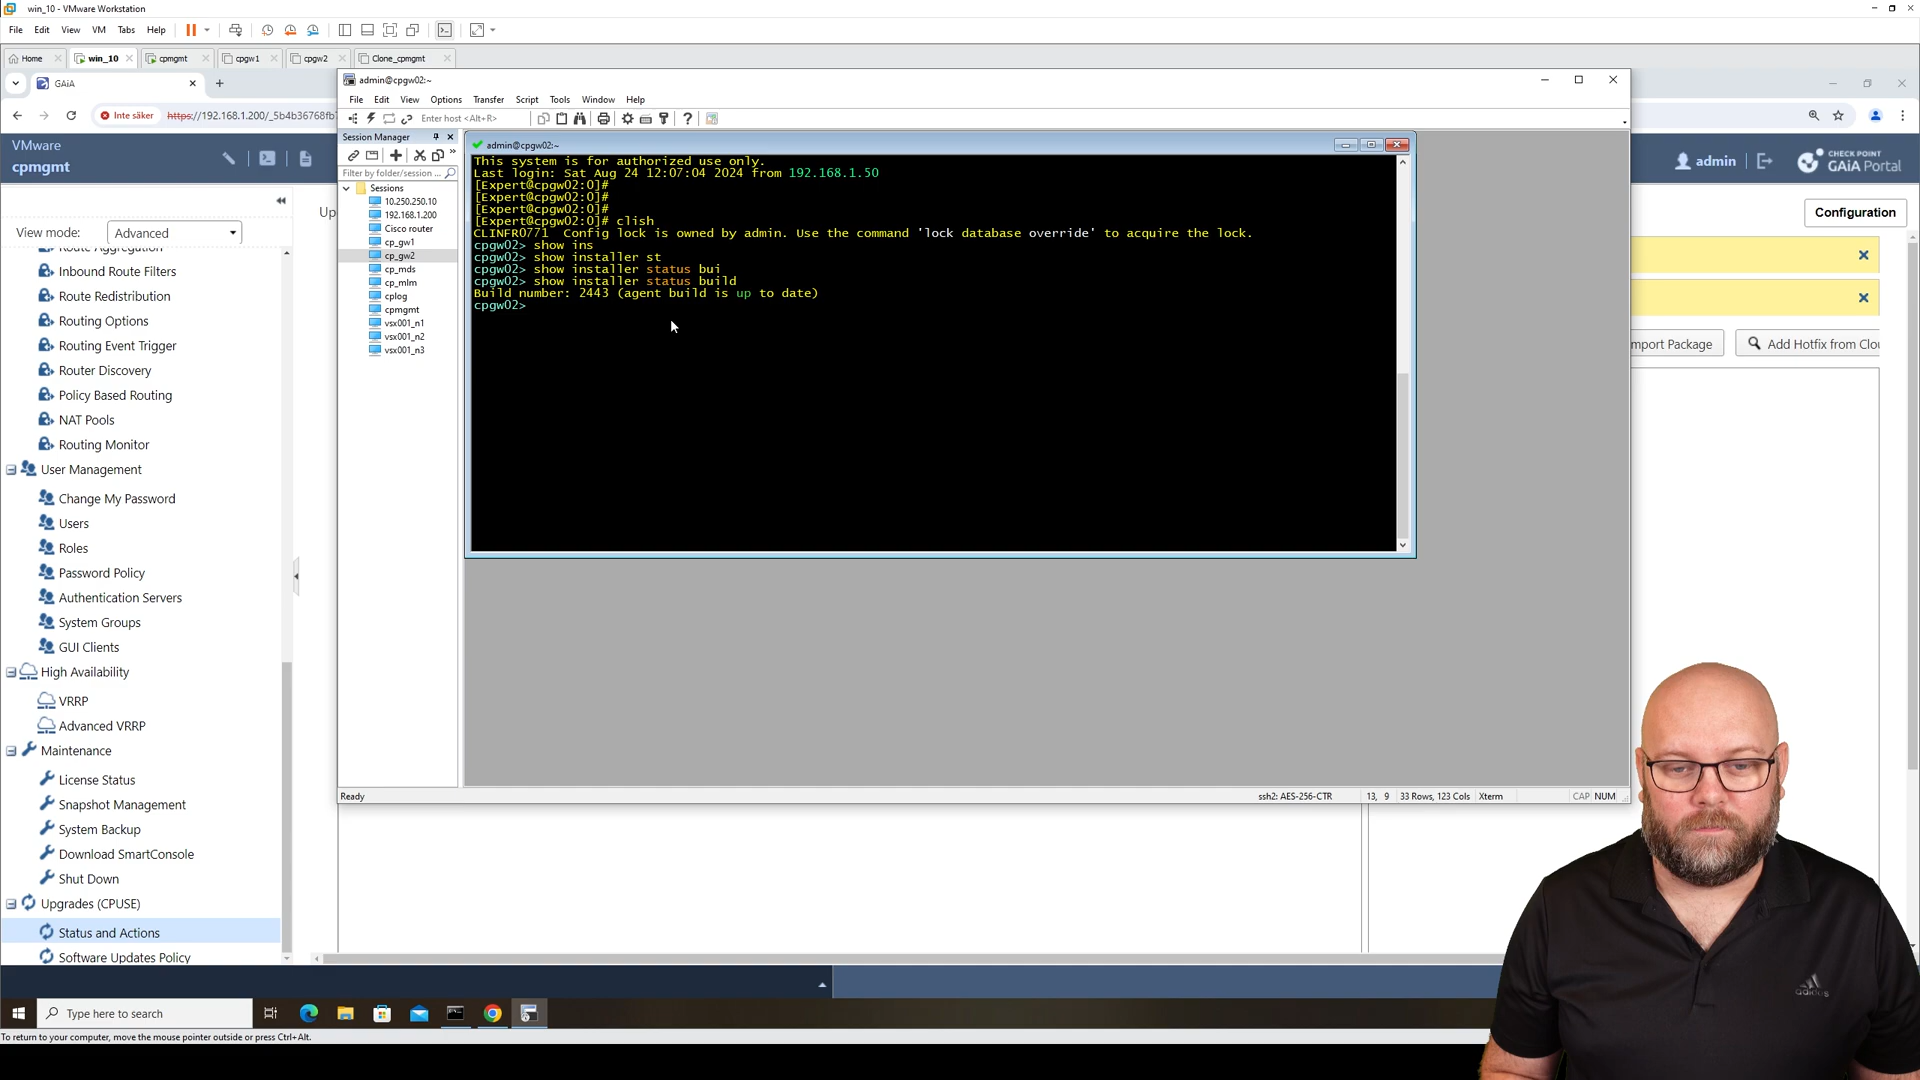 win_10 - VMware Workstation
File Edit View VM Tabs Help
Home win_10 cpmgmt cpgw1 cpgw2 Clone_cpmgmt
GAiA
Inte säker https://192.168.1.200/_5b4b36768fb
VMware
cpmgmt
admin
CHECK POINT
GAiA Portal
View mode: Advanced
Up
Configuration
mport Package
Add Hotfix from Clou
Route Aggregation
Inbound Route Filters
Route Redistribution
Routing Options
Routing Event Trigger
Router Discovery
Policy Based Routing
NAT Pools
Routing Monitor
User Management
Change My Password
Users
Roles
Password Policy
Authentication Servers
System Groups
GUI Clients
High Availability
VRRP
Advanced VRRP
Maintenance
License Status
Snapshot Management
System Backup
Download SmartConsole
Shut Down
Upgrades (CPUSE)
Status and Actions
Software Updates Policy
admin@cpgw02:~
File Edit View Options Transfer Script Tools Window Help
Enter host <Alt+R>
Session Manager
Filter by folder/session ...
Sessions
10.250.250.10
192.168.1.200
Cisco router
cp_gw1
cp_gw2
cp_mds
cp_mlm
cplog
cpmgmt
vsx001_n1
vsx001_n2
vsx001_n3
admin@cpgw02:~
This system is for authorized use only.
Last login: Sat Aug 24 12:07:04 2024 from 192.168.1.50
[Expert@cpgw02:0]#
[Expert@cpgw02:0]#
[Expert@cpgw02:0]#
[Expert@cpgw02:0]# clish
CLINFR0771  Config lock is owned by admin. Use the command 'lock database override' to acquire the lock.
cpgw02> show ins
cpgw02> show installer st
cpgw02> show installer status bui
cpgw02> show installer status build
Build number: 2443 (agent build is up to date)
cpgw02>
Ready
ssh2: AES-256-CTR 13, 9 33 Rows, 123 Cols Xterm CAP NUM
Type here to search
To return to your computer, move the mouse pointer outside or press Ctrl+Alt.
adidas